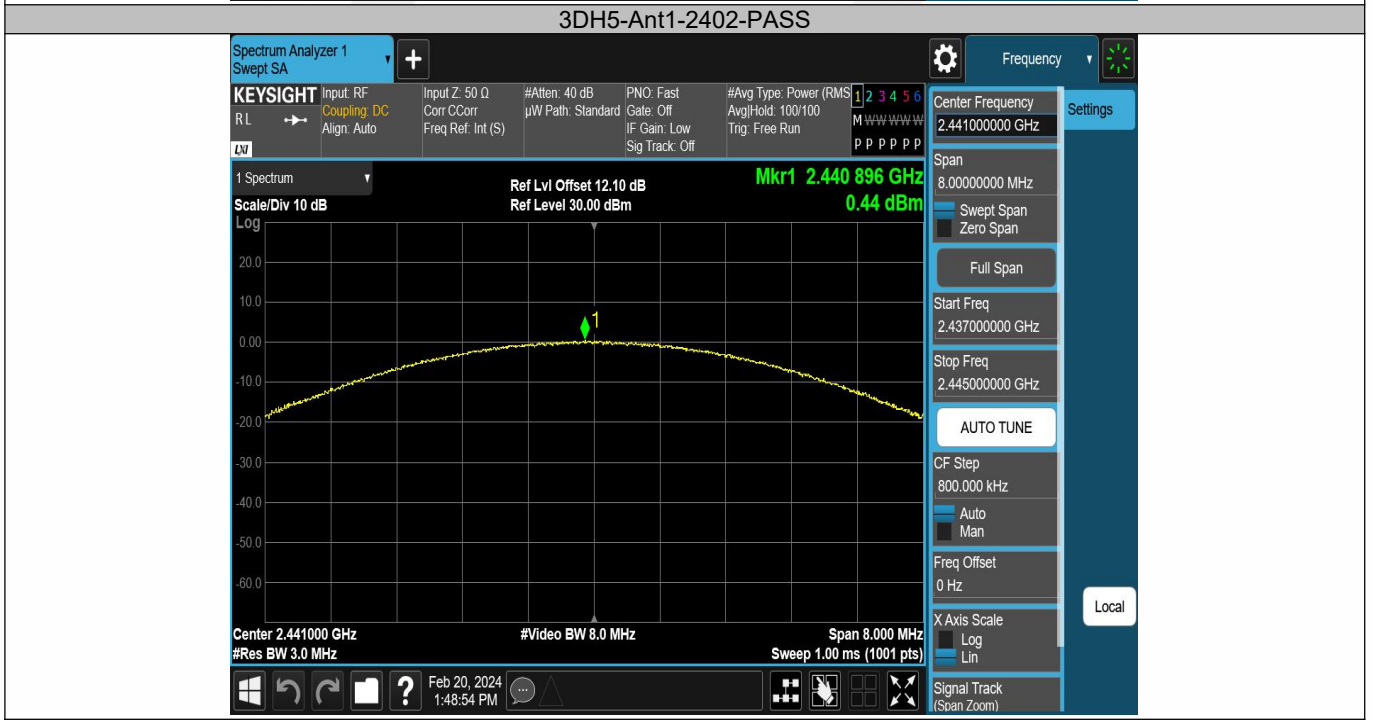 3DH5-Ant1-2402-PASS
Spectrum Analyzer 1
Swept SA
+
Frequency
KEYSIGHT
RL
LXI
Input: RF
Coupling: DC
Align: Auto
Input Z: 50 Ω
Corr CCorr
Freq Ref: Int (S)
#Atten: 40 dB
µW Path: Standard
PNO: Fast
Gate: Off
IF Gain: Low
Sig Track: Off
#Avg Type: Power (RMS
Avg|Hold: 100/100
Trig: Free Run
1 2 3 4 5 6
M W W W W W
P P P P P P
1 Spectrum
Scale/Div 10 dB
Log
Ref Lvl Offset 12.10 dB
Ref Level 30.00 dBm
Mkr1 2.440 896 GHz
0.44 dBm
20.0
10.0
1
0.00
-10.0
-20.0
-30.0
-40.0
-50.0
-60.0
Center 2.441000 GHz
#Res BW 3.0 MHz
#Video BW 8.0 MHz
Span 8.000 MHz
Sweep 1.00 ms (1001 pts)
Center Frequency
2.441000000 GHz
Settings
Span
8.00000000 MHz
Swept Span
Zero Span
Full Span
Start Freq
2.437000000 GHz
Stop Freq
2.445000000 GHz
AUTO TUNE
CF Step
800.000 kHz
Auto
Man
Freq Offset
0 Hz
X Axis Scale
Log
Lin
Local
Signal Track
(Span Zoom)
?
Feb 20, 2024
1:48:54 PM